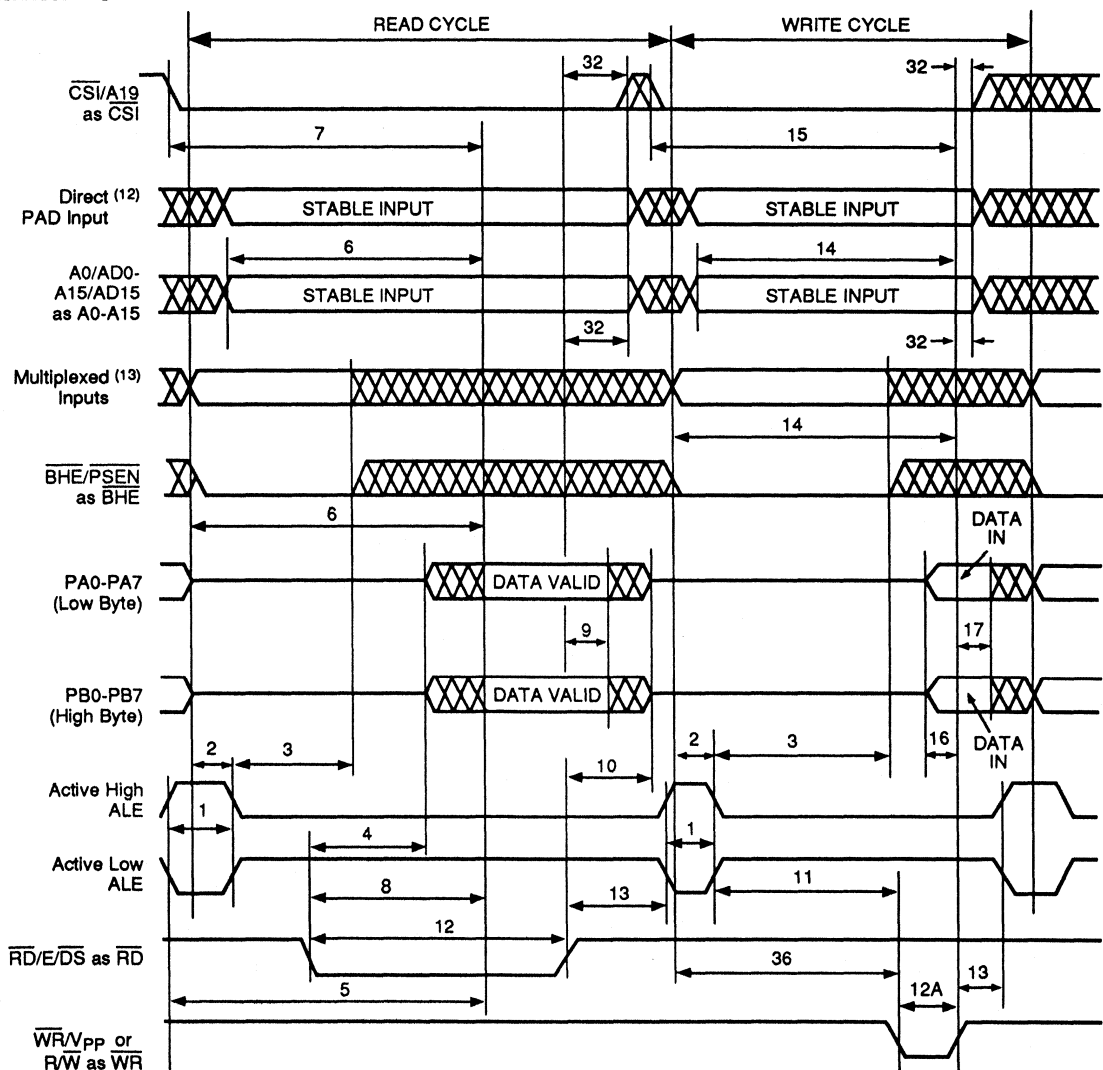 READ CYCLE
WRITE CYCLE
32
32
CSI/A19
as CSI
7
15
Direct (12)
PAD Input
STABLE INPUT
STABLE INPUT
6
14
A0/AD0-
A15/AD15
as A0-A15
STABLE INPUT
STABLE INPUT
32
32
Multiplexed (13)
Inputs
14
BHE/PSEN
as BHE
6
DATA
IN
PA0-PA7
(Low Byte)
DATA VALID
9
17
PB0-PB7
(High Byte)
DATA VALID
DATA
IN
2
3
2
3
16
10
Active High
ALE
1
1
4
Active Low
ALE
8
11
13
12
RD/E/DS as RD
36
13
5
12A
WR/VPP or
R/W as WR